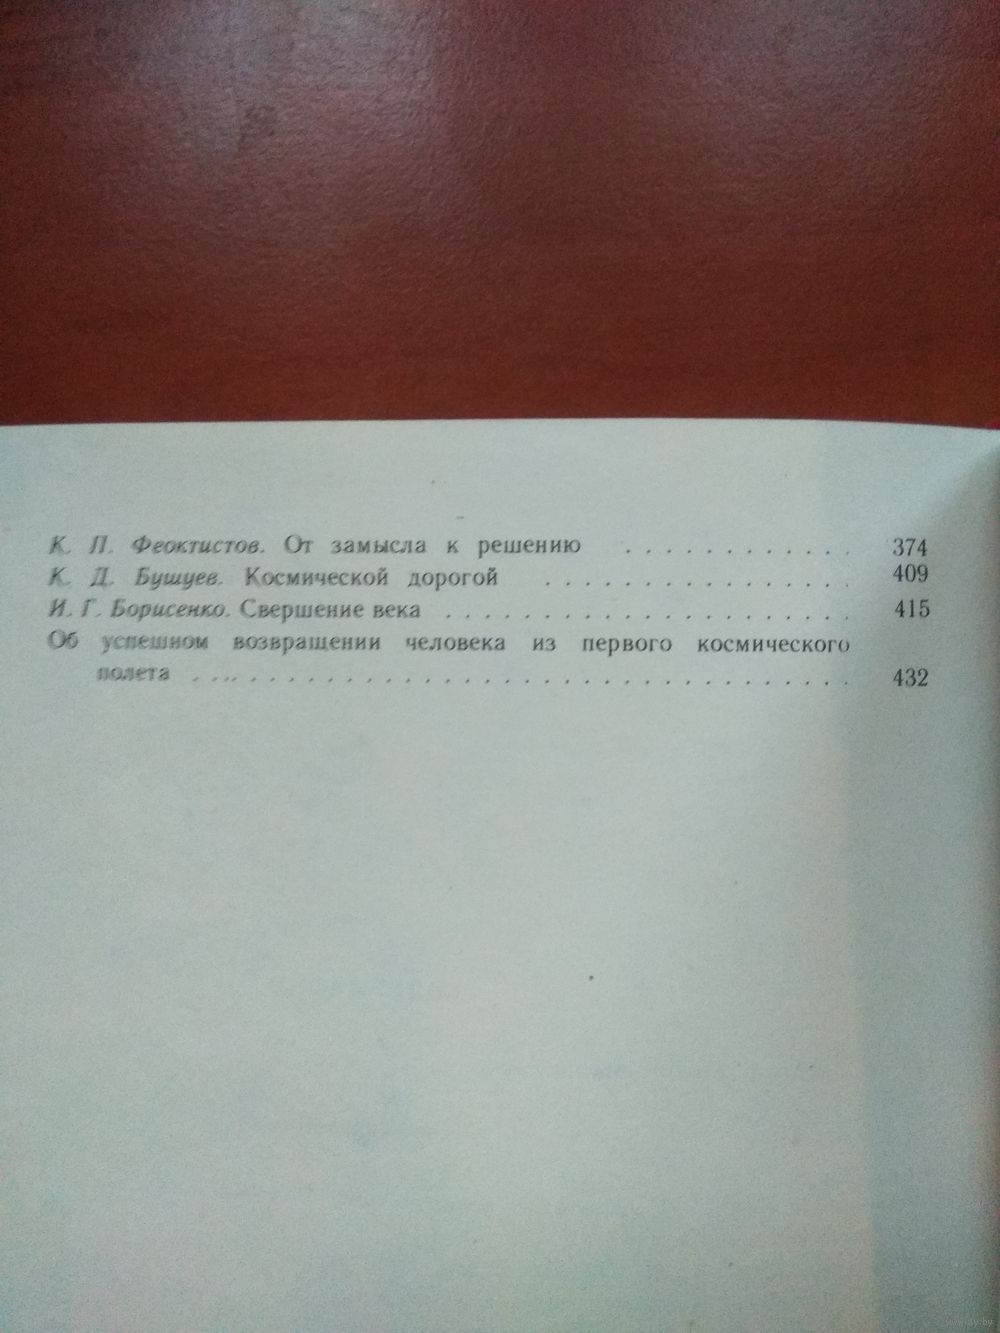 К. П. Феоктистов. От замысла к решению . . . . . . . . . . . . 374
К. Д. Бушуев. Космической дорогой . . . . . . . . . . . . . . . . 409
И. Г. Борисенко. Свершение века . . . . . . . . . . . . . . . . . . . . . 415
Об успешном возвращении человека из первого космического
полета . . . . . . . . . . . . . . . . . . . . . . . . . . . . . . . . . . 432